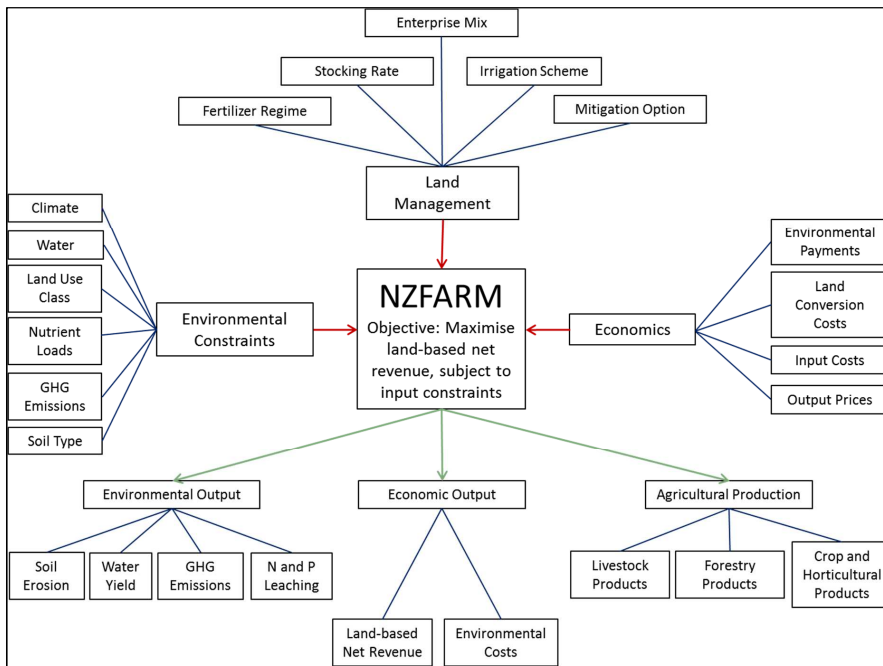 Enterprise Mix
Stocking Rate
Irrigation Scheme
Fertilizer Regime
Mitigation Option
Land
Management
Climate
Water
Land Use
Class
Nutrient
Loads
GHG
Emissions
Soil Type
Environmental
Constraints
NZFARM
Objective: Maximise
land-based net
revenue, subject to
input constraints
Economics
Environmental
Payments
Land
Conversion
Costs
Input Costs
Output Prices
Environmental Output
Economic Output
Agricultural Production
Soil
Erosion
Water
Yield
GHG
Emissions
N and P
Leaching
Land-based
Net Revenue
Environmental
Costs
Livestock
Products
Forestry
Products
Crop and
Horticultural
Products